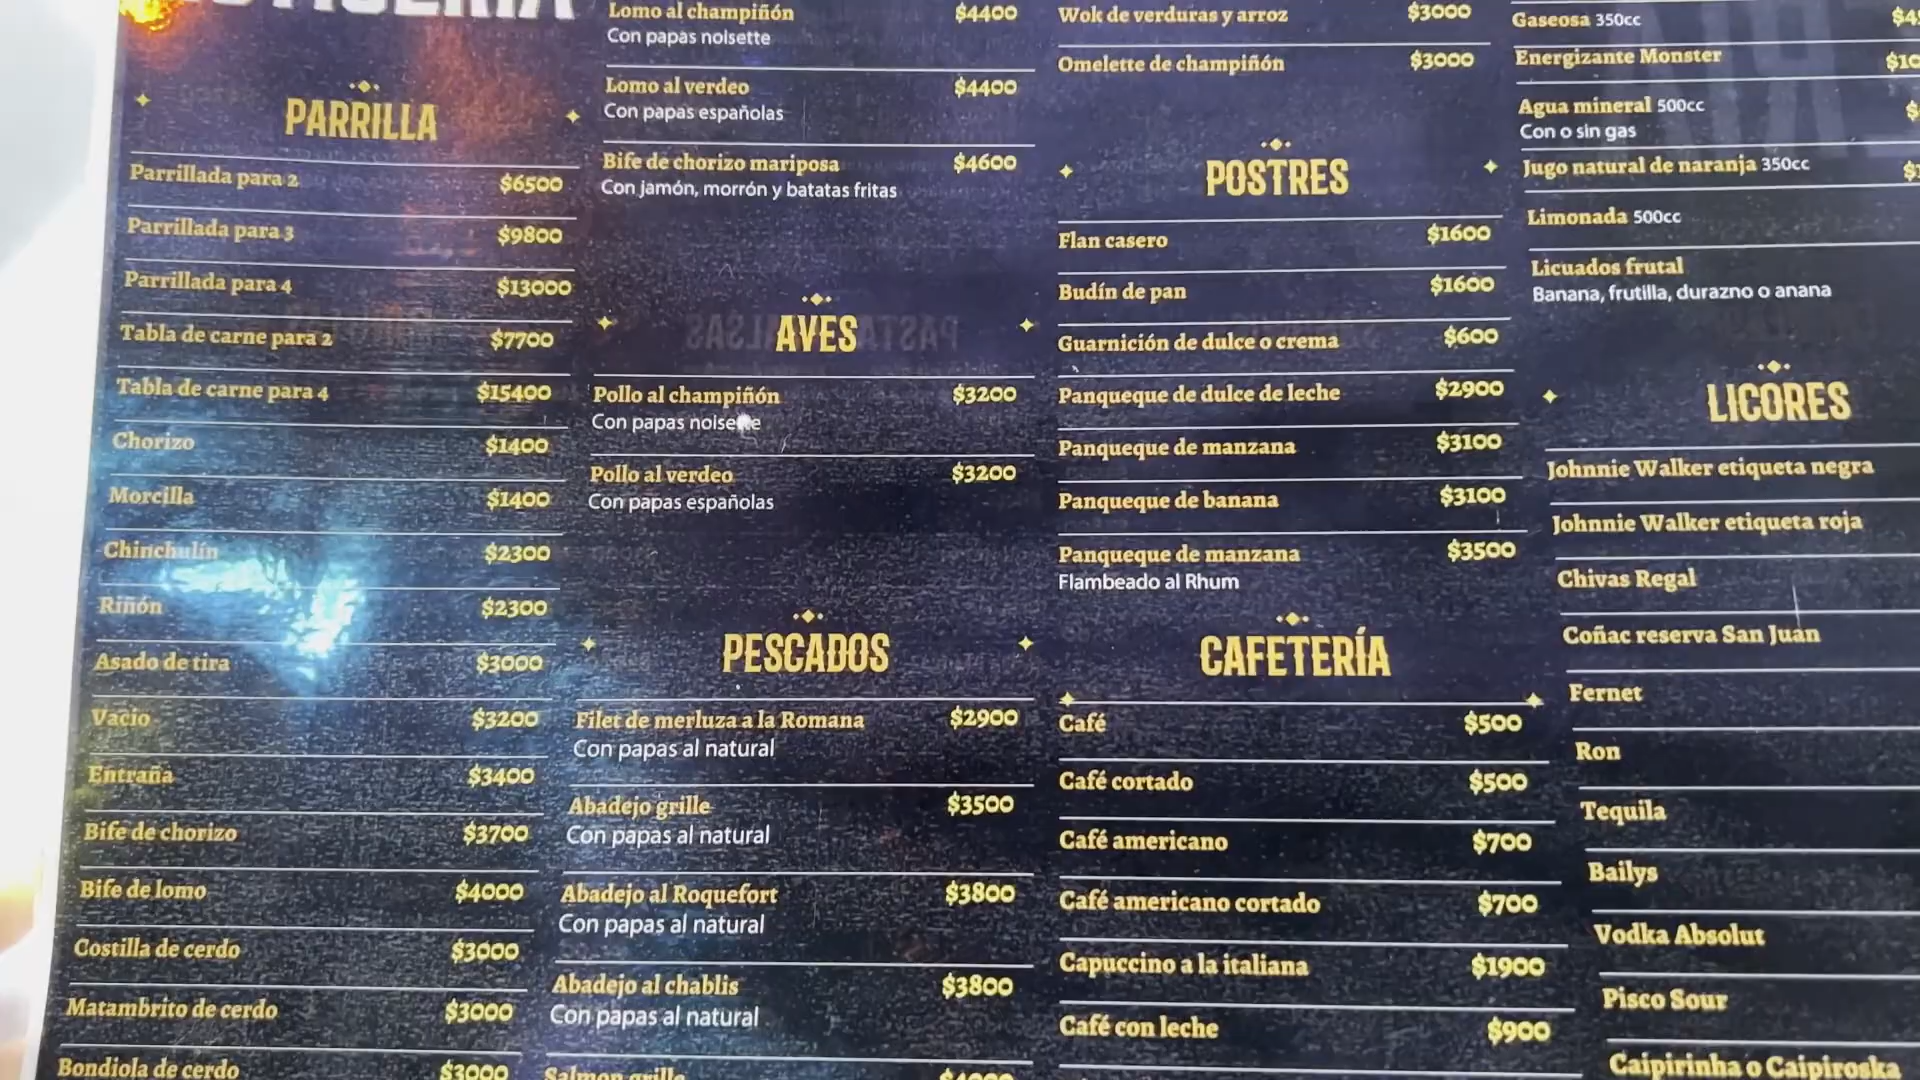 PARRILLA
Parrillada para 2 $6500
Parrillada para 3 $9800
Parrillada para 4 $13000
Tabla de carne para 2 $7700
Tabla de carne para 4 $15400
Chorizo $1400
Morcilla $1400
Chinchulín $2300
Riñón $2300
Asado de tira $3000
Vacio $3200
Entraña $3400
Bife de chorizo $3700
Bife de lomo $4000
Costilla de cerdo $3000
Matambrito de cerdo $3000
Bondiola de cerdo $3000
Lomo al champiñón $4400
Con papas noisette
Lomo al verdeo $4400
Con papas españolas
Bife de chorizo mariposa $4600
Con jamón, morrón y batatas fritas
AVES
Pollo al champiñón $3200
Con papas noisette
Pollo al verdeo $3200
Con papas españolas
PESCADOS
Filet de merluza a la Romana $2900
Con papas al natural
Abadejo grille $3500
Con papas al natural
Abadejo al Roquefort $3800
Con papas al natural
Abadejo al chablis $3800
Con papas al natural
Salmon grille
Wok de verduras y arroz $3000
Omelette de champiñón $3000
POSTRES
Flan casero $1600
Budín de pan $1600
Guarnición de dulce o crema $600
Panqueque de dulce de leche $2900
Panqueque de manzana $3100
Panqueque de banana $3100
Panqueque de manzana $3500
Flambeado al Rhum
CAFETERÍA
Café $500
Café cortado $500
Café americano $700
Café americano cortado $700
Capuccino a la italiana $1900
Café con leche $900
Gaseosa 350cc
Energizante Monster
Agua mineral 500cc
Con o sin gas
Jugo natural de naranja 350cc
Limonada 500cc
Licuados frutal
Banana, frutilla, durazno o anana
LICORES
Johnnie Walker etiqueta negra
Johnnie Walker etiqueta roja
Chivas Regal
Coñac reserva San Juan
Fernet
Ron
Tequila
Bailys
Vodka Absolut
Pisco Sour
Caipirinha o Caipiroska